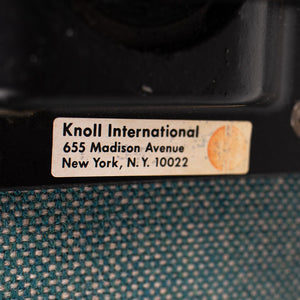 Knoll International
655 Madison Avenue
New York, N.Y. 10022